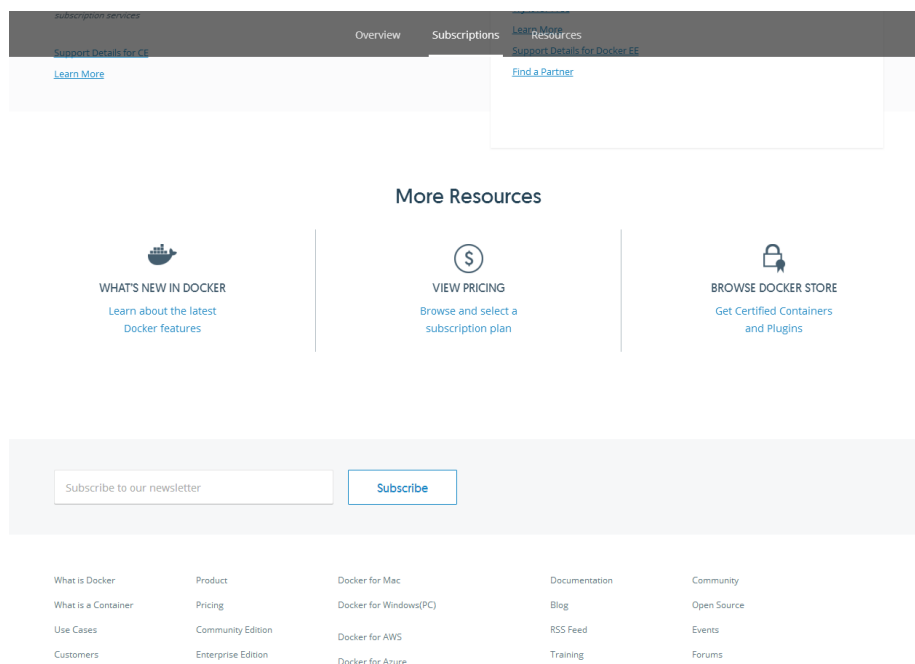 subscription services
Learn More
Overview
Subscriptions
Resources
Support Details for CE
Support Details for Docker EE
Learn More
Find a Partner
More Resources
WHAT'S NEW IN DOCKER
Learn about the latest
Docker features
VIEW PRICING
Browse and select a
subscription plan
BROWSE DOCKER STORE
Get Certified Containers
and Plugins
Subscribe to our newsletter
Subscribe
What is Docker
Product
Docker for Mac
Documentation
Community
What is a Container
Pricing
Docker for Windows(PC)
Blog
Open Source
Use Cases
Community Edition
Docker for AWS
RSS Feed
Events
Customers
Enterprise Edition
Docker for Azure
Training
Forums